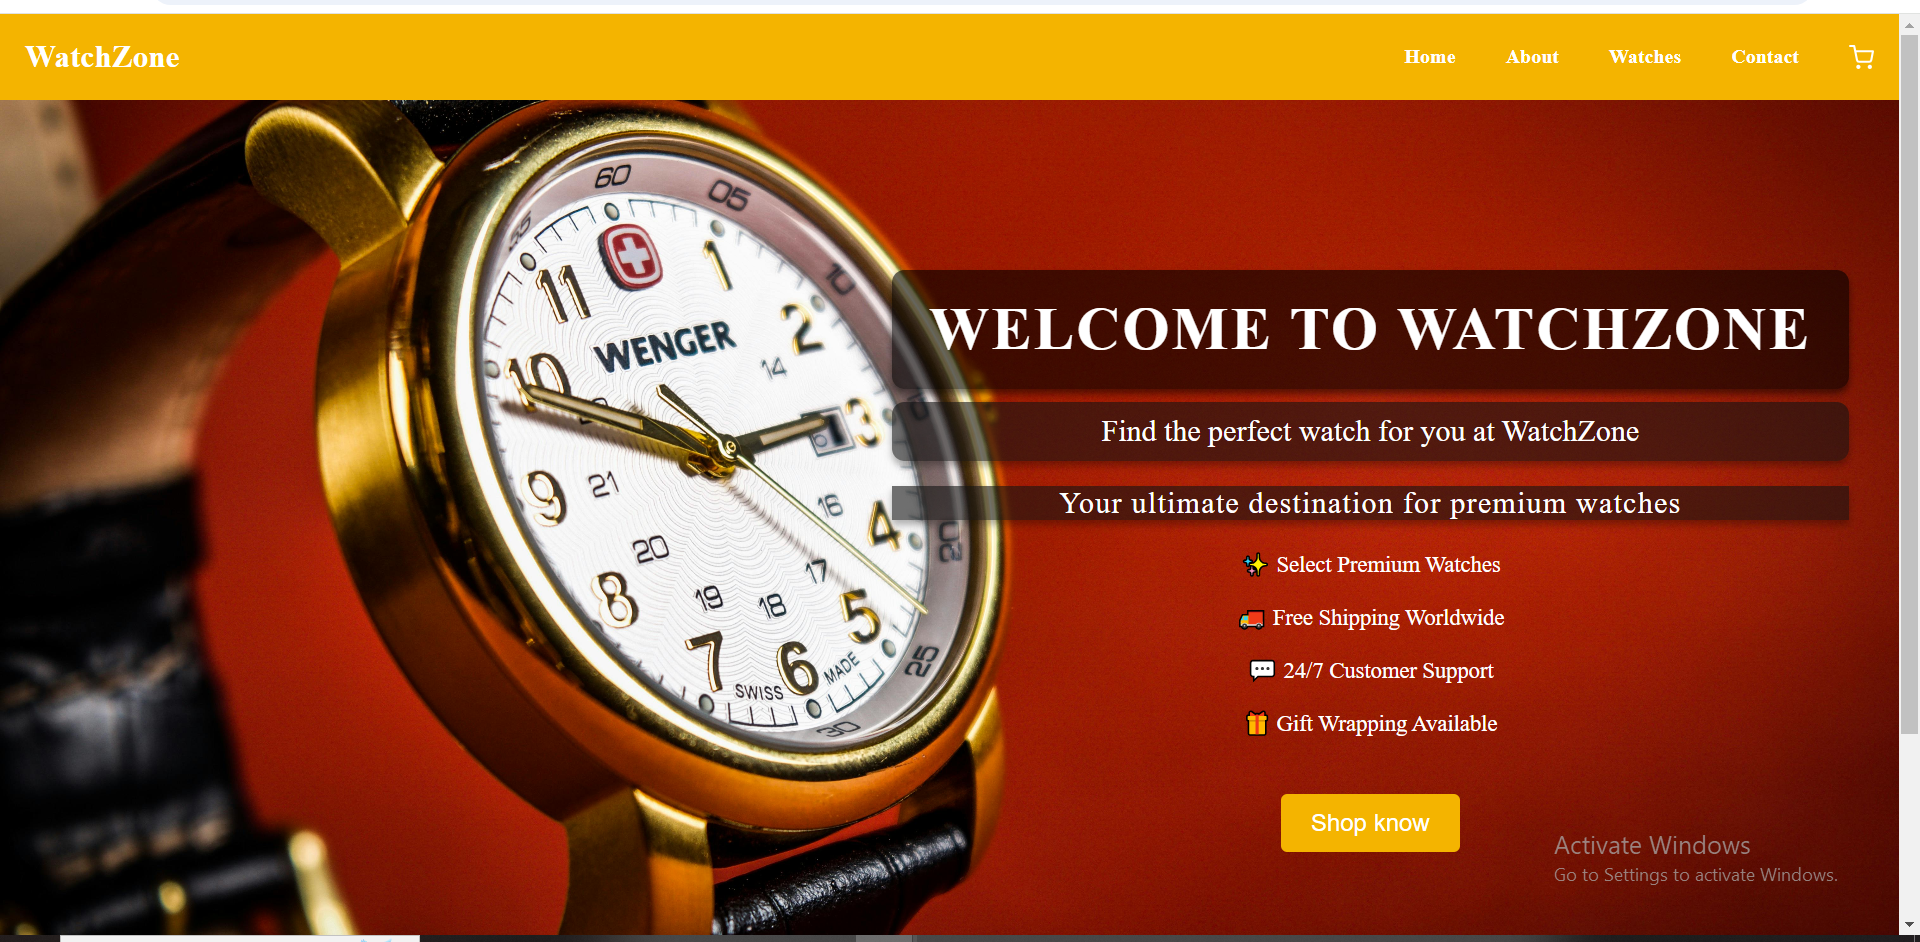 WatchZone
Home About Watches Contact
60
05
55
10
11
1
2
WENGER
14
10
3
9
21
16
4
20
20
8
19
18
17
5
7
6
25
SWISS MADE
30
WELCOME TO WATCHZONE
Find the perfect watch for you at WatchZone
Your ultimate destination for premium watches
✨ Select Premium Watches
🚚 Free Shipping Worldwide
💬 24/7 Customer Support
🎁 Gift Wrapping Available
Shop know
Activate Windows
Go to Settings to activate Windows.